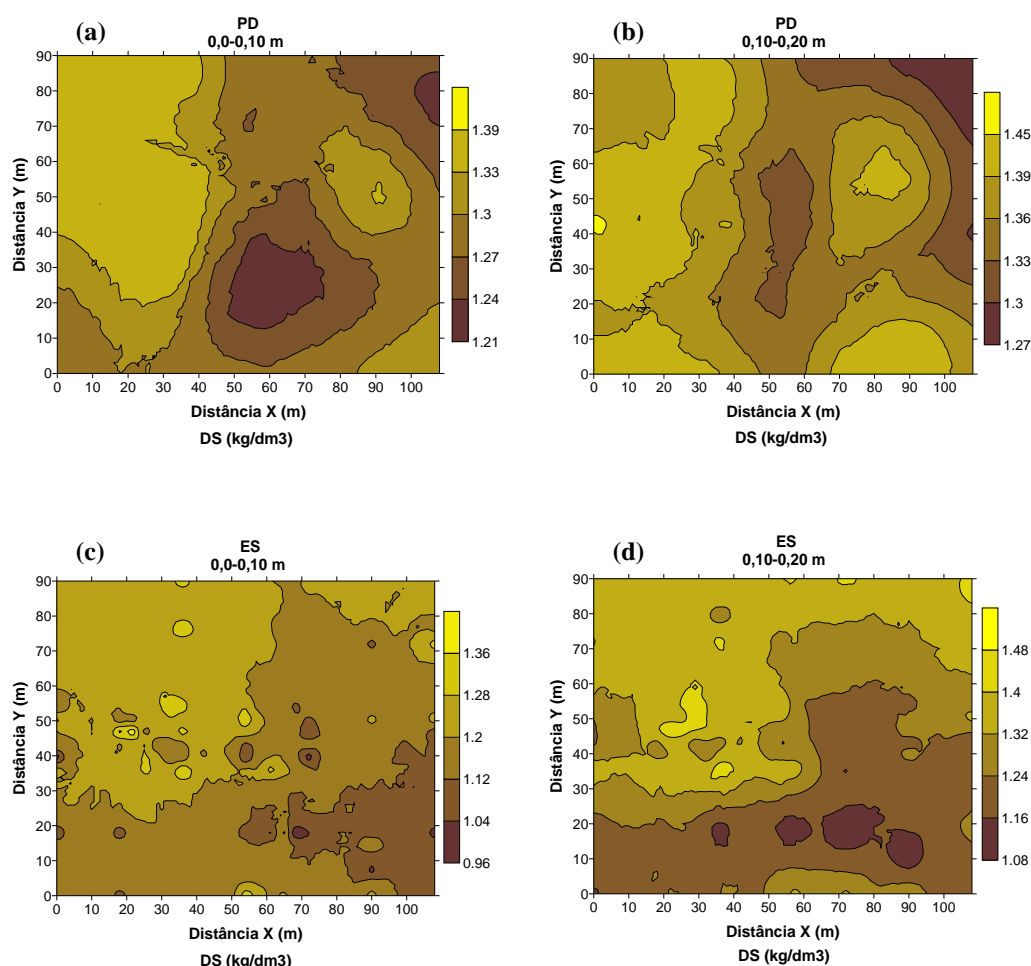 (a)
PD
0,0-0,10 m
90
80
70
60
50
40
30
20
10
0
Distância Y (m)
0 10 20 30 40 50 60 70 80 90 100
Distância X (m)
DS (kg/dm3)
1.39
1.33
1.3
1.27
1.24
1.21
(b)
PD
0,10-0,20 m
90
80
70
60
50
40
30
20
10
0
Distância Y (m)
0 10 20 30 40 50 60 70 80 90 100
Distância X (m)
DS (kg/dm3)
1.45
1.39
1.36
1.33
1.3
1.27
(c)
ES
0,0-0,10 m
90
80
70
60
50
40
30
20
10
0
Distância Y (m)
0 10 20 30 40 50 60 70 80 90 100
Distância X (m)
DS (kg/dm3)
1.36
1.28
1.2
1.12
1.04
0.96
(d)
ES
0,10-0,20 m
90
80
70
60
50
40
30
20
10
0
Distância Y (m)
0 10 20 30 40 50 60 70 80 90 100
Distância X (m)
DS (kg/dm3)
1.48
1.4
1.32
1.24
1.16
1.08